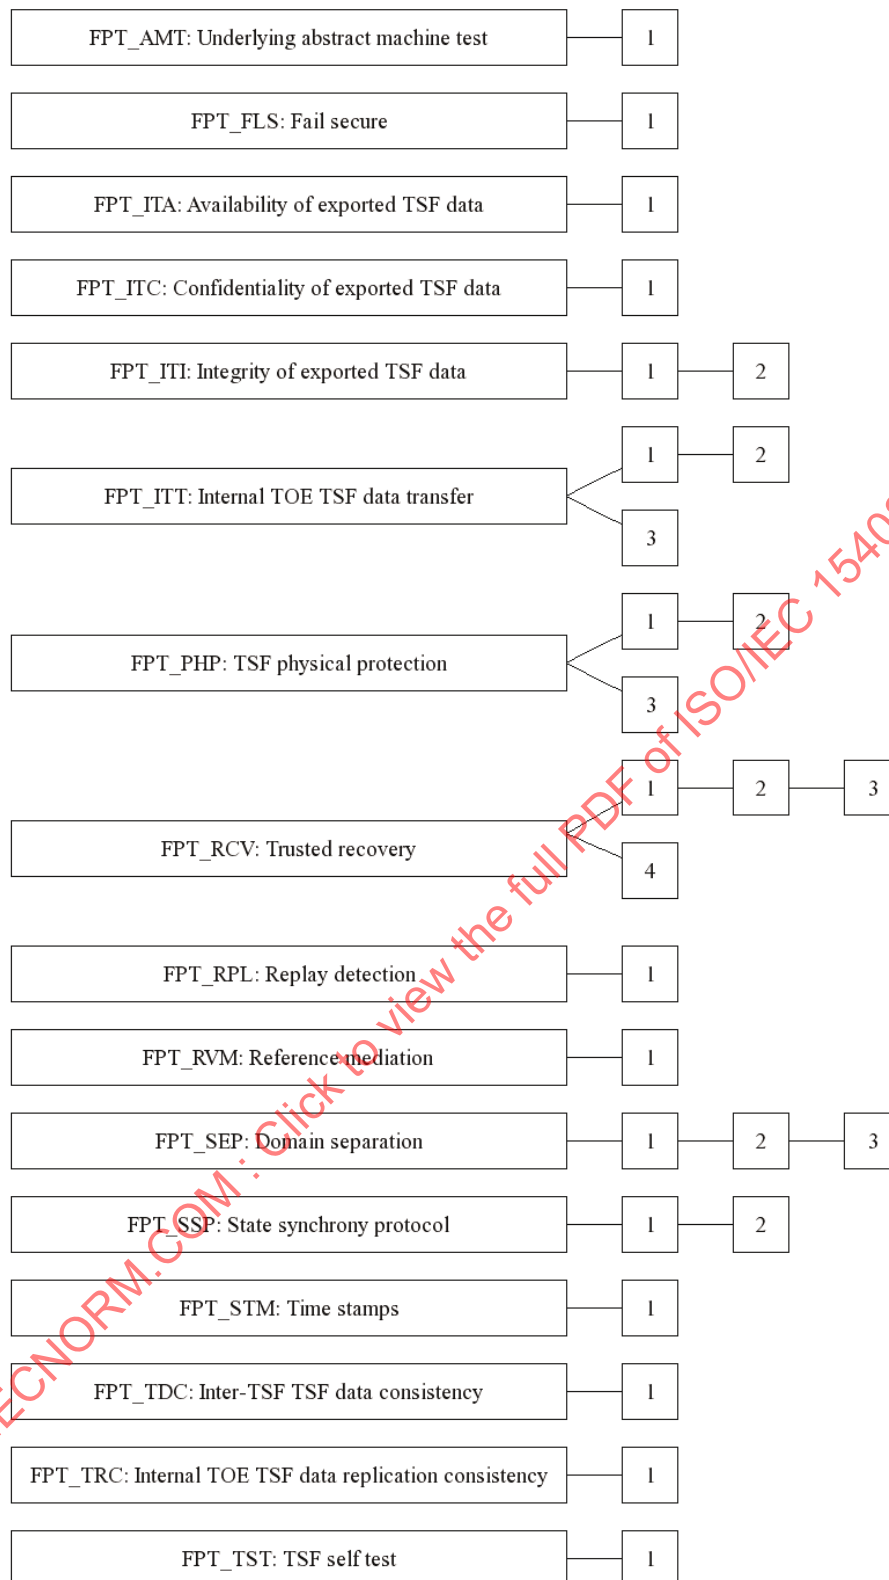 FPT_AMT: Underlying abstract machine test 1
FPT_FLS: Fail secure 1
FPT_ITA: Availability of exported TSF data 1
FPT_ITC: Confidentiality of exported TSF data 1
FPT_ITI: Integrity of exported TSF data 1 2
1 2
FPT_ITT: Internal TOE TSF data transfer
3
1 2
FPT_PHP: TSF physical protection
3
1 2 3
FPT_RCV: Trusted recovery
4
FPT_RPL: Replay detection 1
FPT_RVM: Reference mediation 1
FPT_SEP: Domain separation 1 2 3
FPT_SSP: State synchrony protocol 1 2
FPT_STM: Time stamps 1
FPT_TDC: Inter-TSF TSF data consistency 1
FPT_TRC: Internal TOE TSF data replication consistency 1
FPT_TST: TSF self test 1
ECNORM.COM : Click to view the full PDF of ISO/IEC 1540